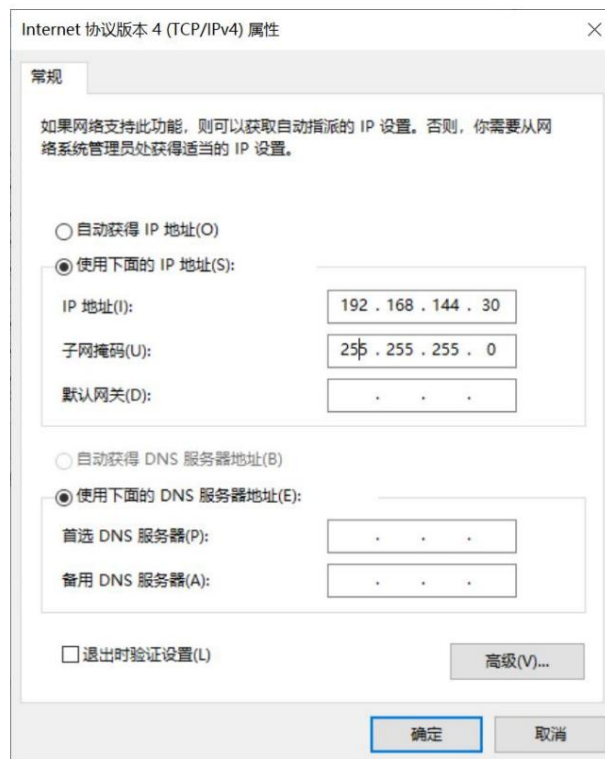 Internet 协议版本 4 (TCP/IPv4) 属性
常规
如果网络支持此功能，则可以获取自动指派的 IP 设置。否则，你需要从网
络系统管理员处获得适当的 IP 设置。
自动获得 IP 地址(O)
使用下面的 IP 地址(S):
IP 地址(I):
192 . 168 . 144 . 30
子网掩码(U):
255 . 255 . 255 . 0
默认网关(D):
. . .
自动获得 DNS 服务器地址(B)
使用下面的 DNS 服务器地址(E):
首选 DNS 服务器(P):
. . .
备用 DNS 服务器(A):
. . .
退出时验证设置(L)
高级(V)...
确定
取消